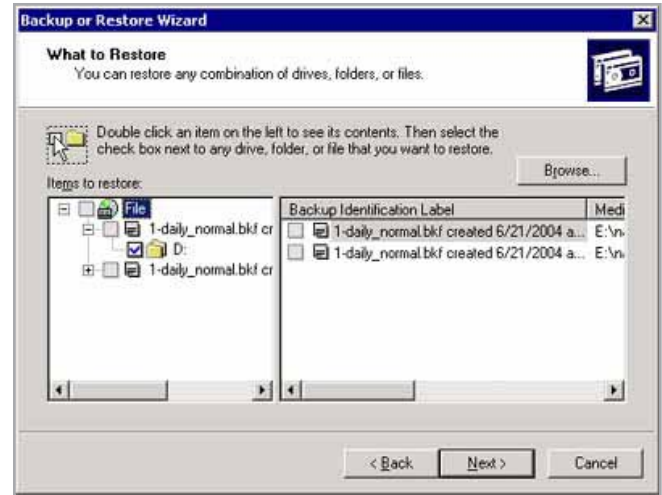 Backup or Restore Wizard
What to Restore
You can restore any combination of drives, folders, or files.
Double click an item on the left to see its contents. Then select the
check box next to any drive, folder, or file that you want to restore.
Browse...
Items to restore:
File
1-daily_normal.bkf cr
D:
1-daily_normal.bkf cr
Backup Identification Label Medi
1-daily_normal.bkf created 6/21/2004 a... E:\n
1-daily_normal.bkf created 6/21/2004 a... E:\n
< Back Next > Cancel